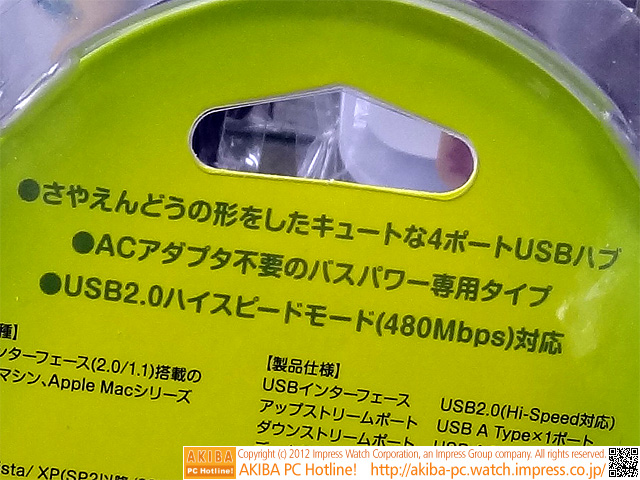 ●さやえんどうの形をしたキュートな4ポートUSBハブ
●ACアダプタ不要のバスパワー専用タイプ
●USB2.0ハイスピードモード(480Mbps)対応
種】
ンターフェース(2.0/1.1)搭載の
マシン、Apple Macシリーズ
【製品仕様】
USBインターフェース USB2.0(Hi-Speed対応)
アップストリームポート USB A Type×1ポート
ダウンストリームポート
ista/ XP(SP2以降
AKIBA PC Hotline!
Copyright (c) 2012 Impress Watch Corporation, an Impress Group company. All rights reserved.
AKIBA PC Hotline! http://akiba-pc.watch.impress.co.jp/